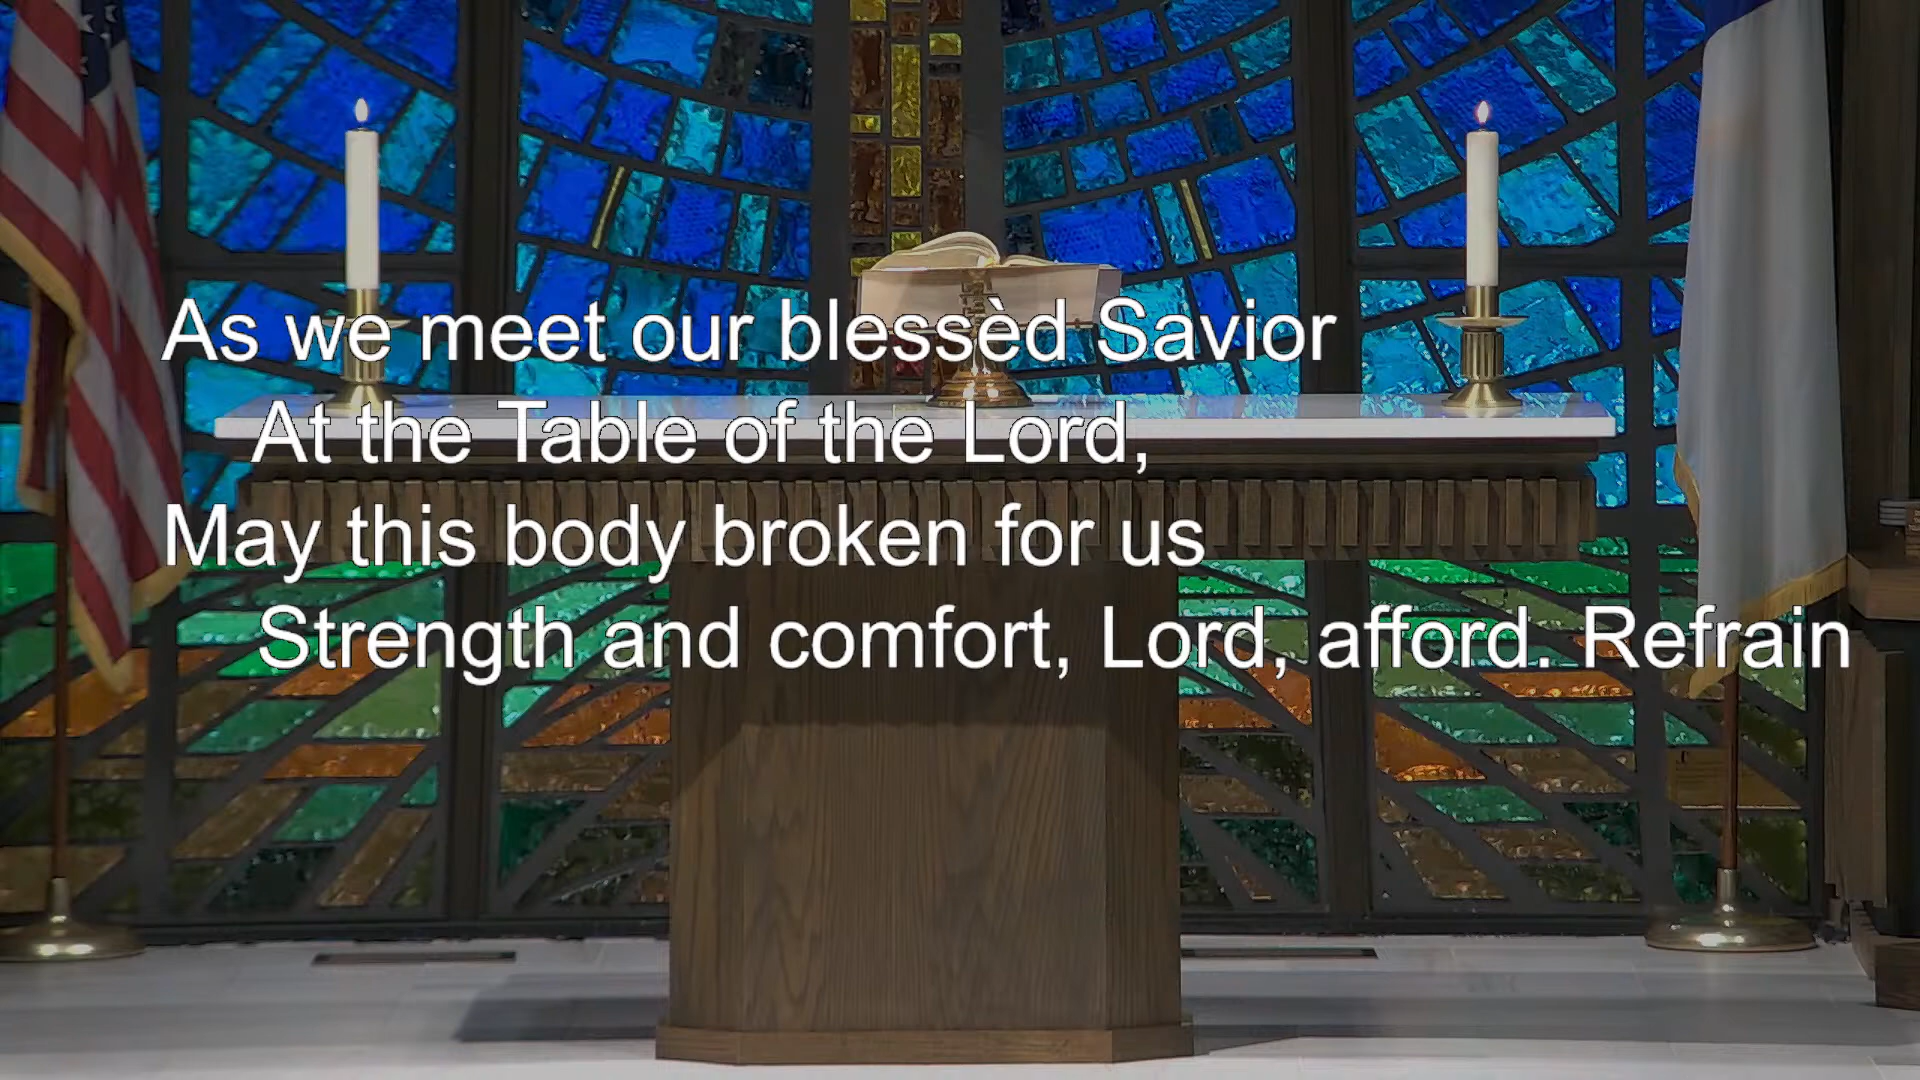 As we meet our blessèd Savior
At the Table of the Lord,
May this body broken for us
Strength and comfort, Lord, afford. Refrain